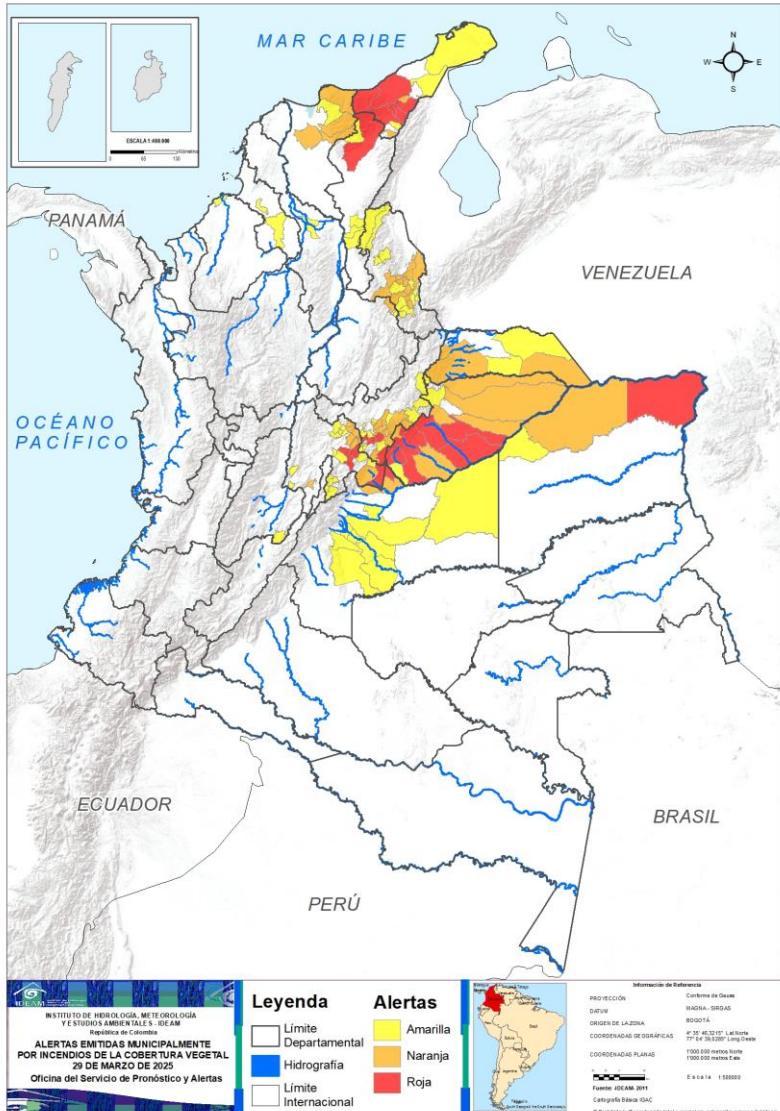 MAR CARIBE
N
W
E
S
ESCALA 1:400.000
PANAMÁ
VENEZUELA
OCÉANO
PACÍFICO
ECUADOR
BRASIL
PERÚ
IDEAM
INSTITUTO DE HIDROLOGÍA, METEOROLOGÍA
Y ESTUDIOS AMBIENTALES - IDEAM
República de Colombia
ALERTAS EMITIDAS MUNICIPALMENTE
POR INCENDIOS DE LA COBERTURA VEGETAL
29 DE MARZO DE 2025
Oficina del Servicio de Pronóstico y Alertas
Leyenda
Límite
Departamental
Hidrografía
Límite
Internacional
Alertas
Amarilla
Naranja
Roja
Información de Referencia
PROYECCIÓN Conforme de Gauss
DATUM MAGNA - SIRGAS
ORIGEN DE LA ZONA BOGOTÁ
COORDENADAS GEOGRÁFICAS
COORDENADAS PLANAS 1'000.000 metros Norte
1'000.000 metros Este
Escala 1:500000
Fuente: IDEAM 2011
Cartografía Básica IGAC